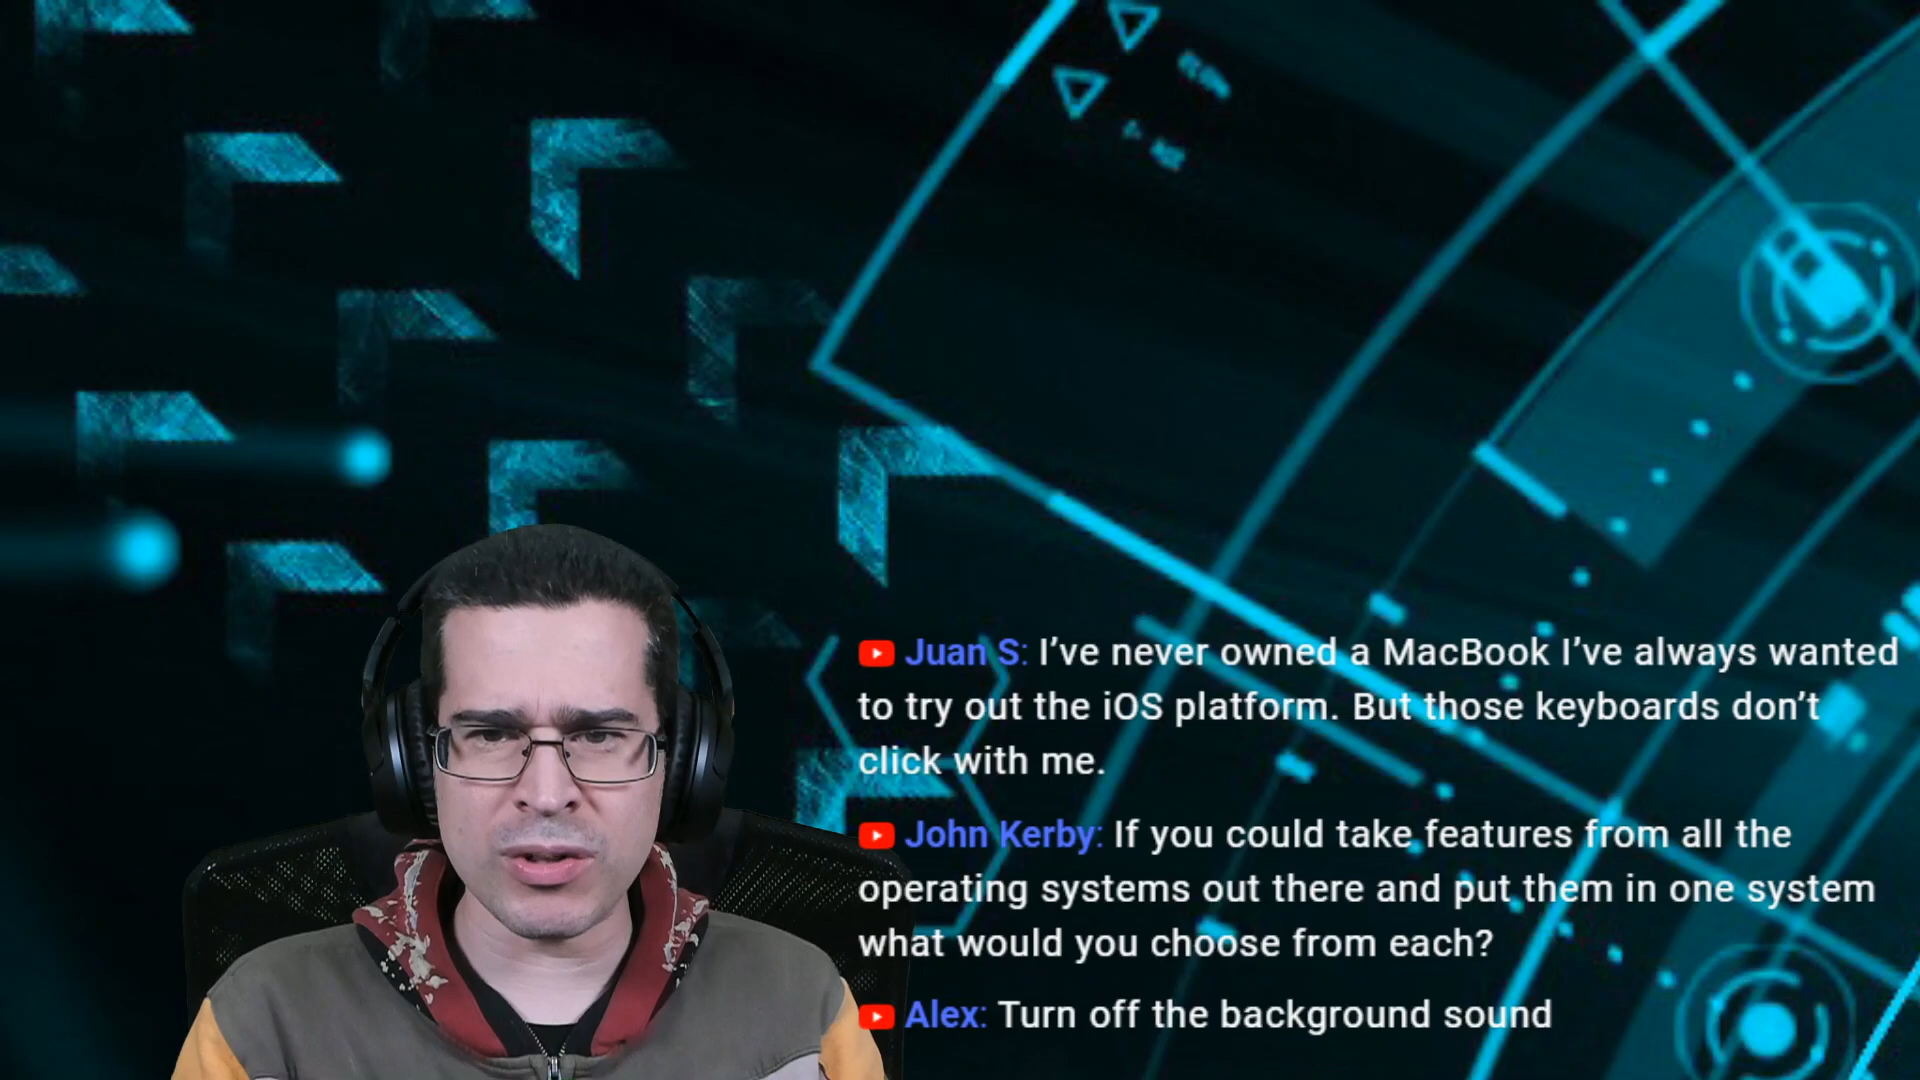 Juan S: I’ve never owned a MacBook I’ve always wanted
to try out the iOS platform. But those keyboards don’t
click with me.
John Kerby: If you could take features from all the
operating systems out there and put them in one system
what would you choose from each?
Alex: Turn off the background sound